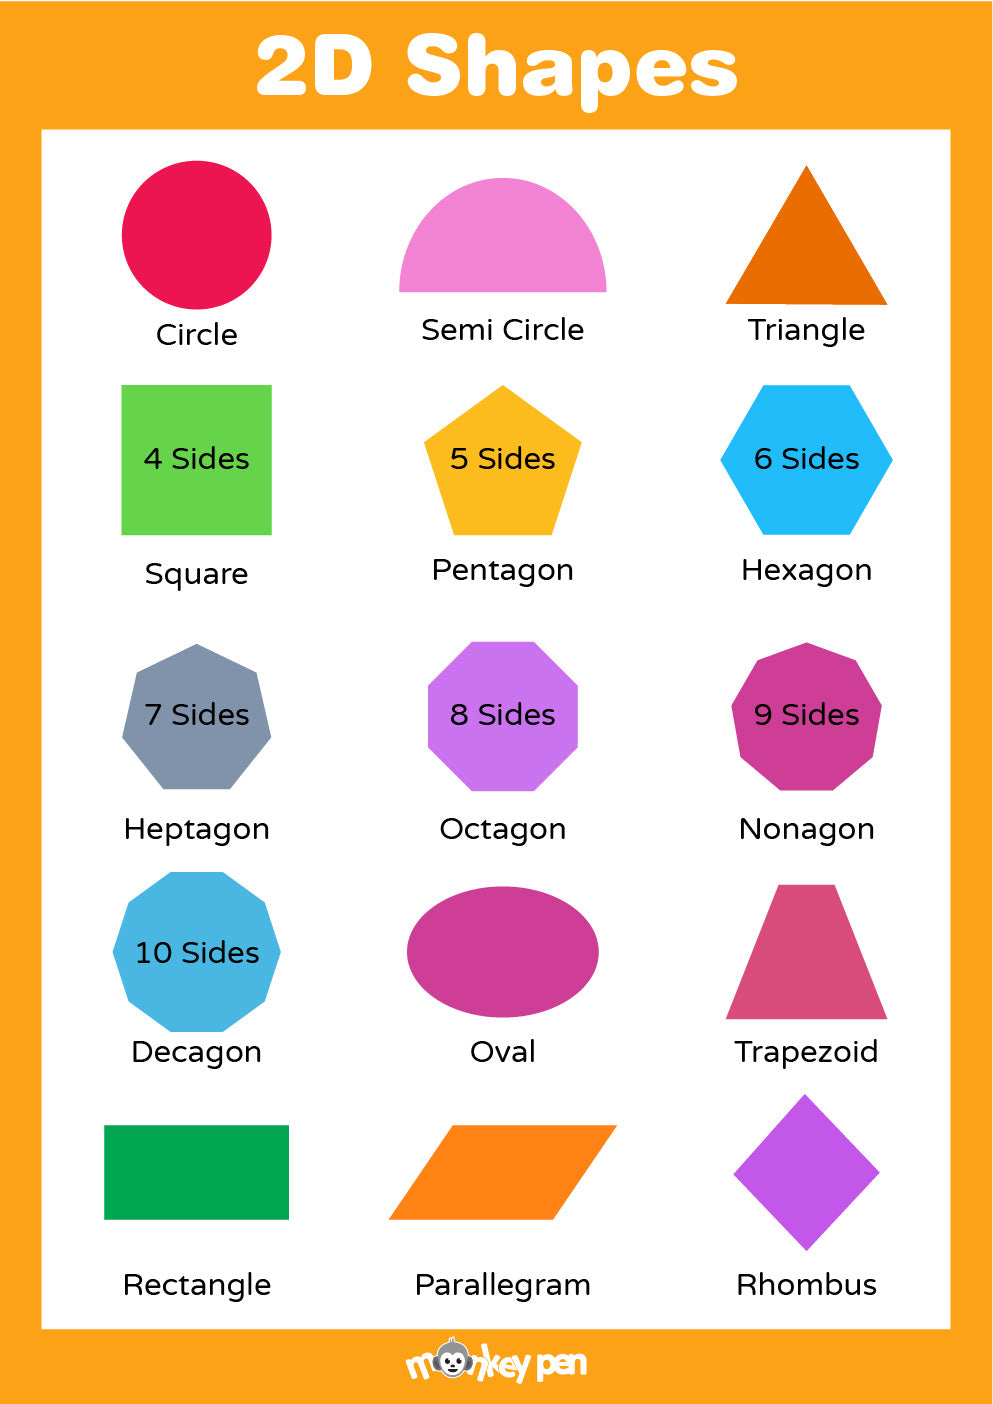 2D Shapes
Circle
Semi Circle
Triangle
4 Sides
5 Sides
6 Sides
Square
Pentagon
Hexagon
7 Sides
8 Sides
9 Sides
Heptagon
Octagon
Nonagon
10 Sides
Decagon
Oval
Trapezoid
Rectangle
Parallegram
Rhombus
monkey pen